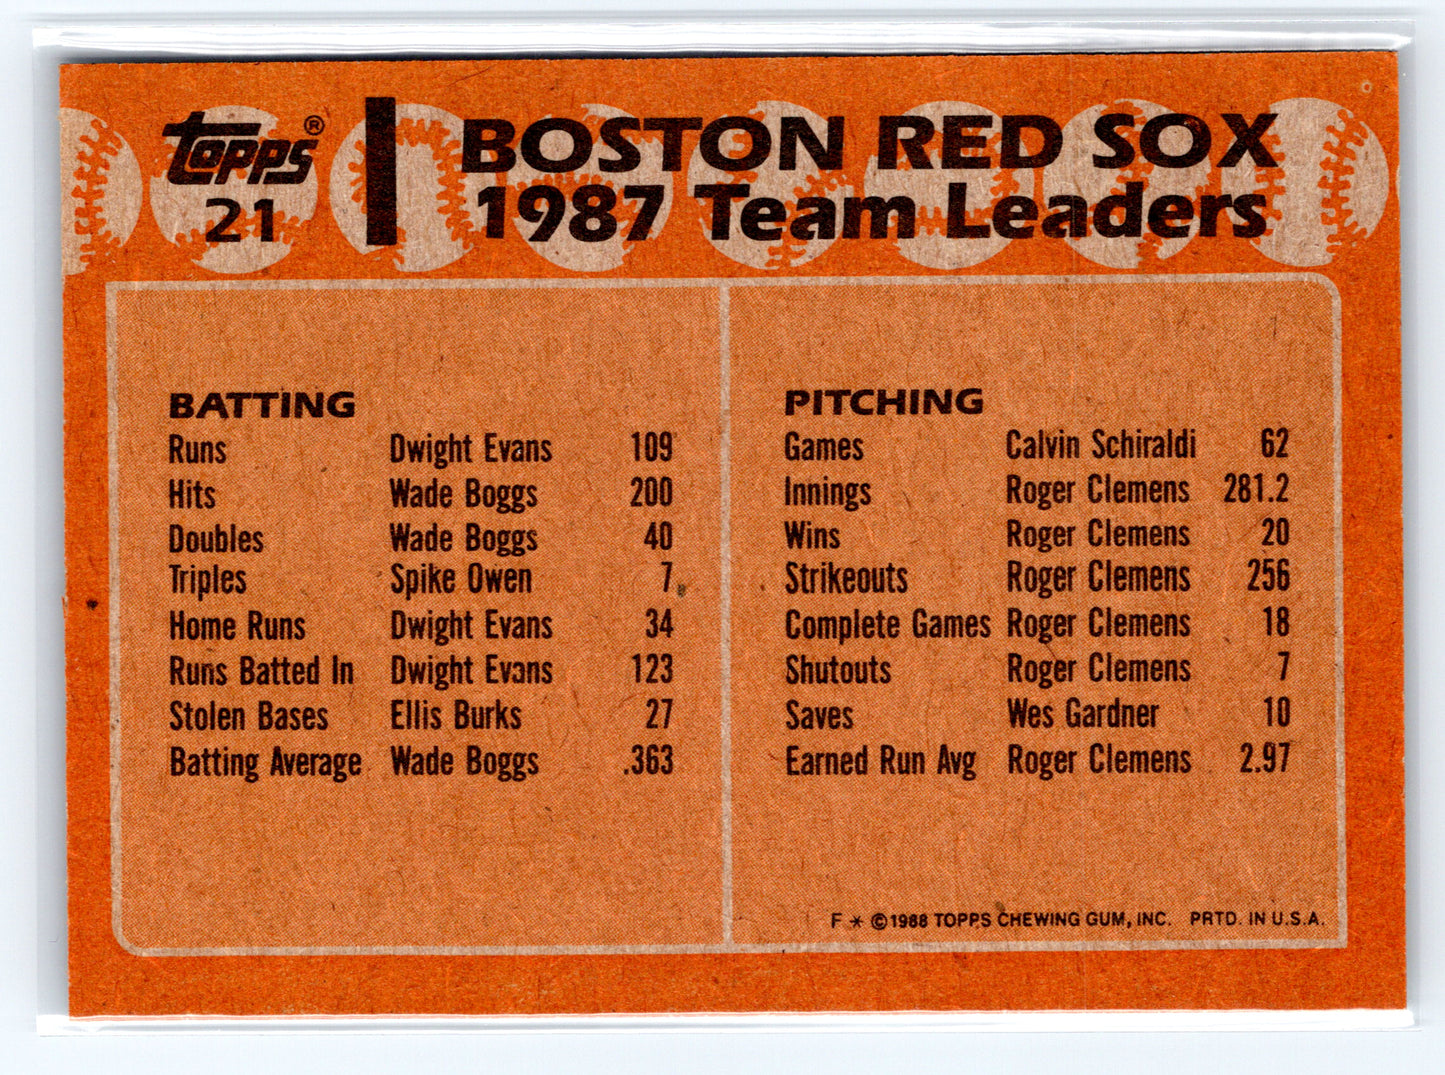 topps®
21
BOSTON RED SOX
1987 Team Leaders
BATTING
Runs Dwight Evans 109
Hits Wade Boggs 200
Doubles Wade Boggs 40
Triples Spike Owen 7
Home Runs Dwight Evans 34
Runs Batted In Dwight Evans 123
Stolen Bases Ellis Burks 27
Batting Average Wade Boggs .363
PITCHING
Games Calvin Schiraldi 62
Innings Roger Clemens 281.2
Wins Roger Clemens 20
Strikeouts Roger Clemens 256
Complete Games Roger Clemens 18
Shutouts Roger Clemens 7
Saves Wes Gardner 10
Earned Run Avg Roger Clemens 2.97
F * ©1988 TOPPS CHEWING GUM, INC. PRTD. IN U.S.A.